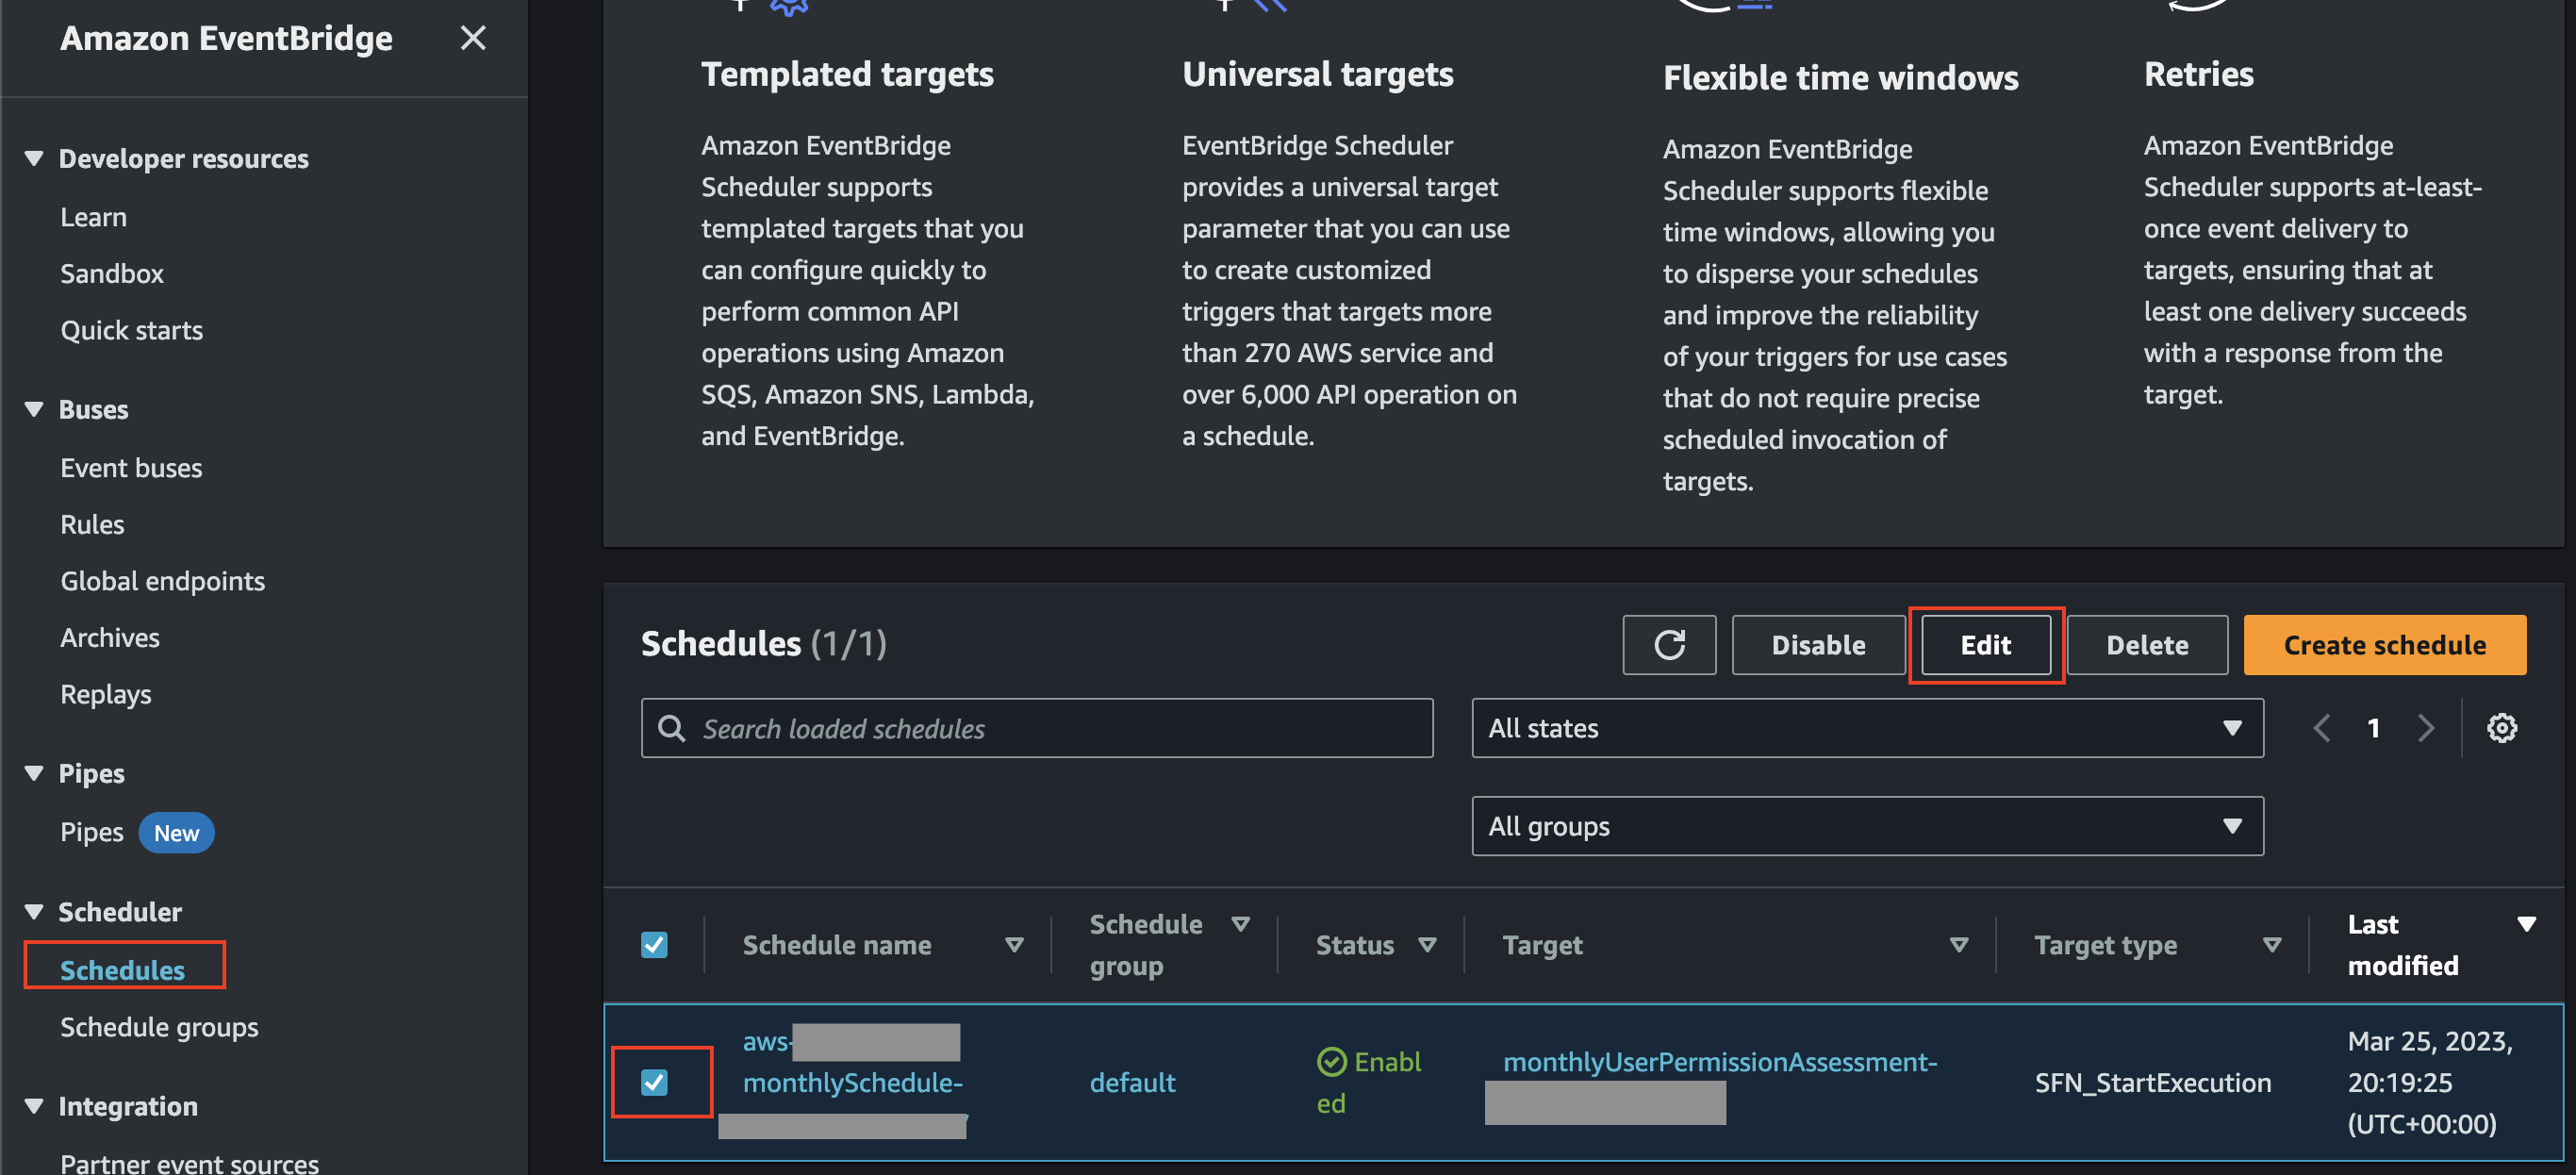 Amazon EventBridge
Developer resources
Learn
Sandbox
Quick starts
Buses
Event buses
Rules
Global endpoints
Archives
Replays
Pipes
Pipes New
Scheduler
Schedules
Schedule groups
Integration
Partner event sources
Templated targets
Amazon EventBridge
Scheduler supports
templated targets that you
can configure quickly to
perform common API
operations using Amazon
SQS, Amazon SNS, Lambda,
and EventBridge.
Universal targets
EventBridge Scheduler
provides a universal target
parameter that you can use
to create customized
triggers that targets more
than 270 AWS service and
over 6,000 API operation on
a schedule.
Flexible time windows
Amazon EventBridge
Scheduler supports flexible
time windows, allowing you
to disperse your schedules
and improve the reliability
of your triggers for use cases
that do not require precise
scheduled invocation of
targets.
Retries
Amazon EventBridge
Scheduler supports at-least-
once event delivery to
targets, ensuring that at
least one delivery succeeds
with a response from the
target.
Schedules (1/1)
Disable
Edit
Delete
Create schedule
Search loaded schedules
All states
1
All groups
Schedule name
Schedule
group
Status
Target
Target type
Last
modified
aws-
monthlySchedule-
default
Enabl
ed
monthlyUserPermissionAssessment-
SFN_StartExecution
Mar 25, 2023,
20:19:25
(UTC+00:00)